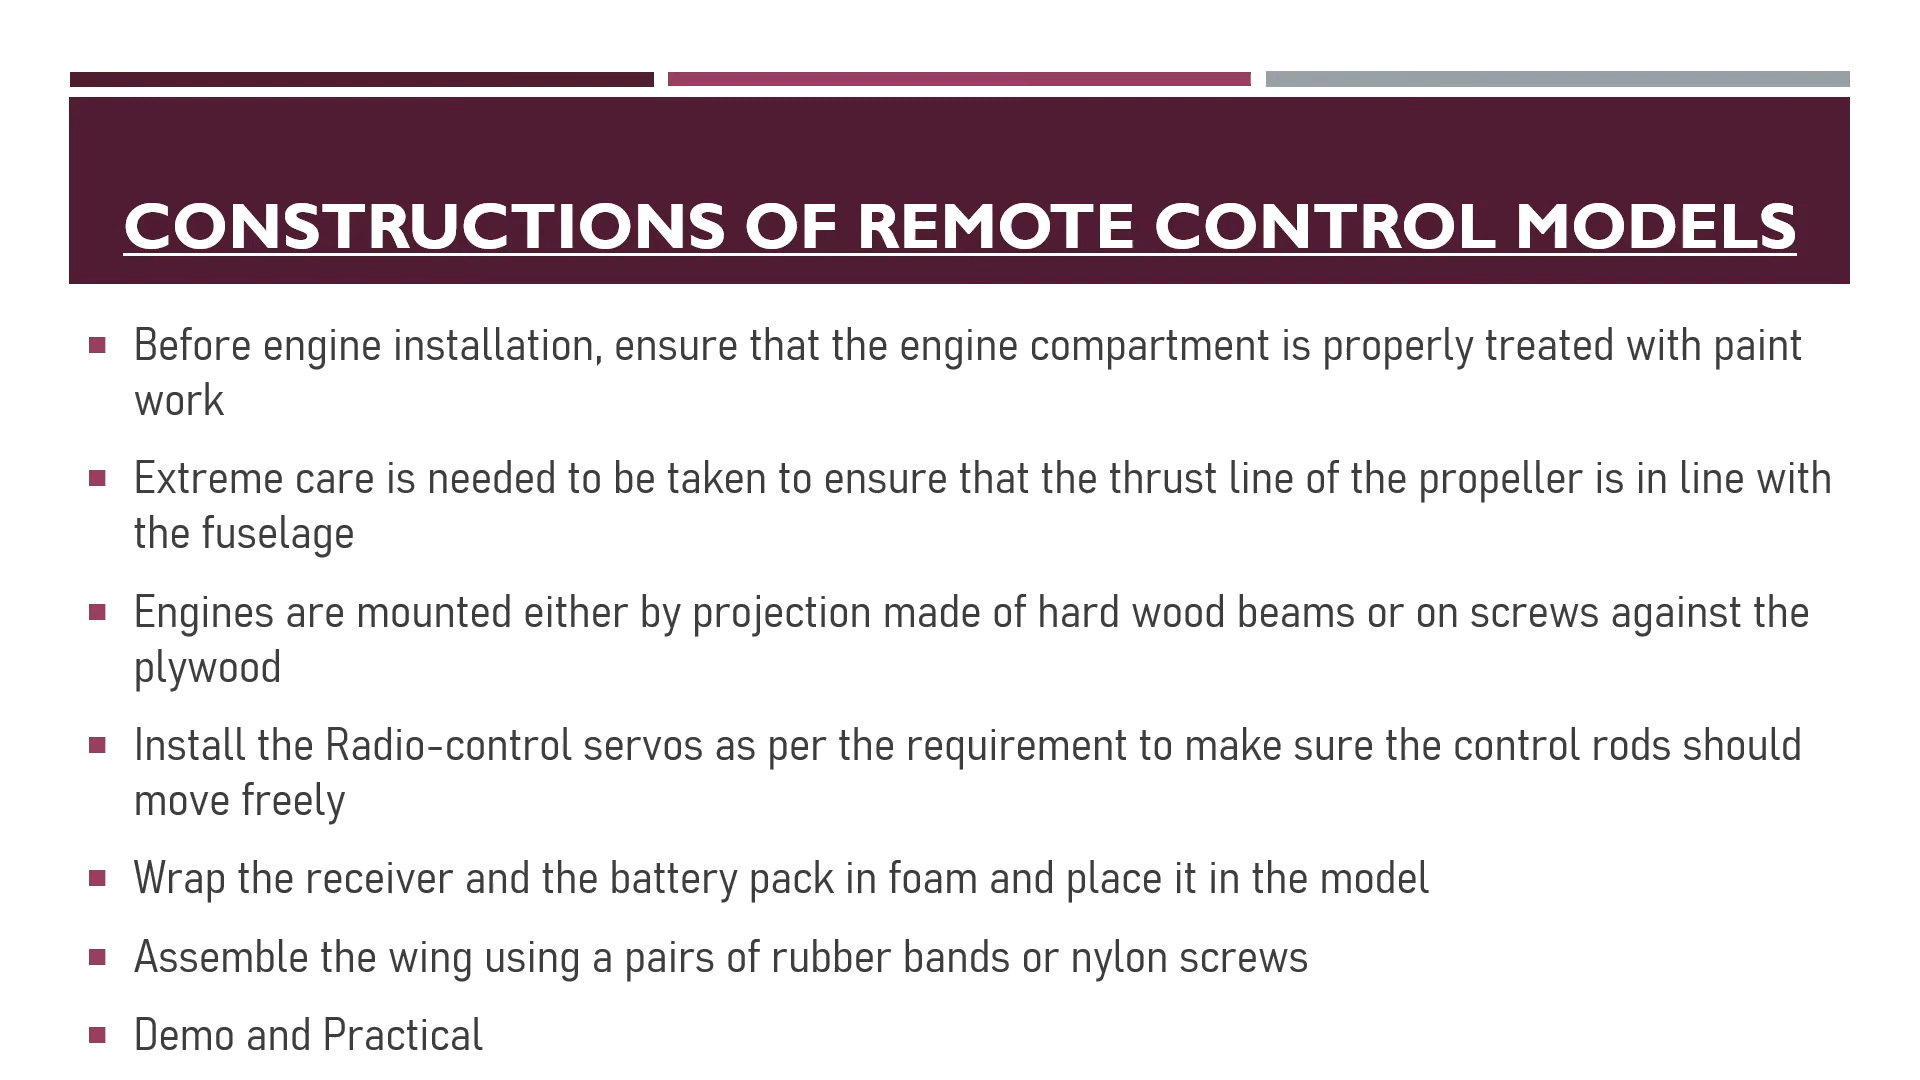 CONSTRUCTIONS OF REMOTE CONTROL MODELS
Before engine installation, ensure that the engine compartment is properly treated with paint
work
Extreme care is needed to be taken to ensure that the thrust line of the propeller is in line with
the fuselage
Engines are mounted either by projection made of hard wood beams or on screws against the
plywood
Install the Radio-control servos as per the requirement to make sure the control rods should
move freely
Wrap the receiver and the battery pack in foam and place it in the model
Assemble the wing using a pairs of rubber bands or nylon screws
Demo and Practical